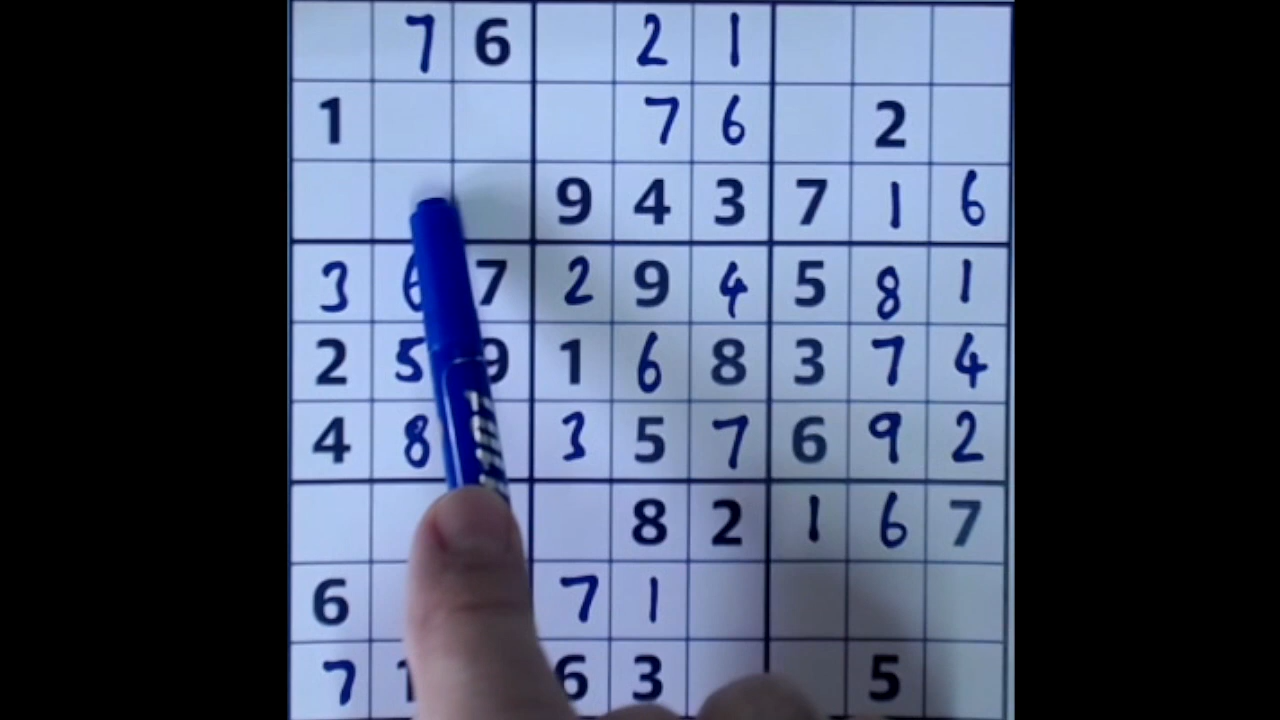 7 6 2 1
1 7 6 2
9 4 3 7 1 6
3 6 7 2 9 4 5 8 1
2 5 9 1 6 8 3 7 4
4 8 3 5 7 6 9 2
8 2 1 6 7
6 7 1
7 1 6 3 5